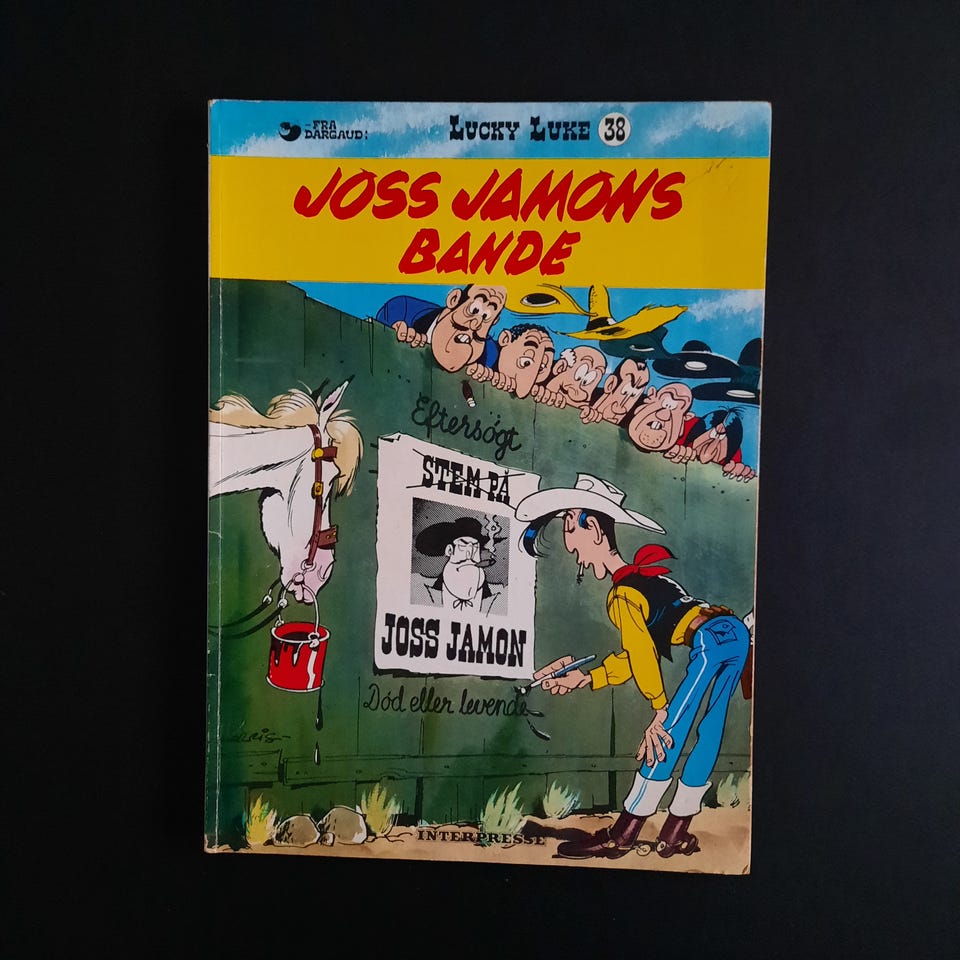 -FRA
DARGAUD:
LUCKY LUKE 38
JOSS JAMONS
BANDE
Eftersøgt
STEM PÅ
JOSS JAMON
Død eller levende
INTERPRESSE